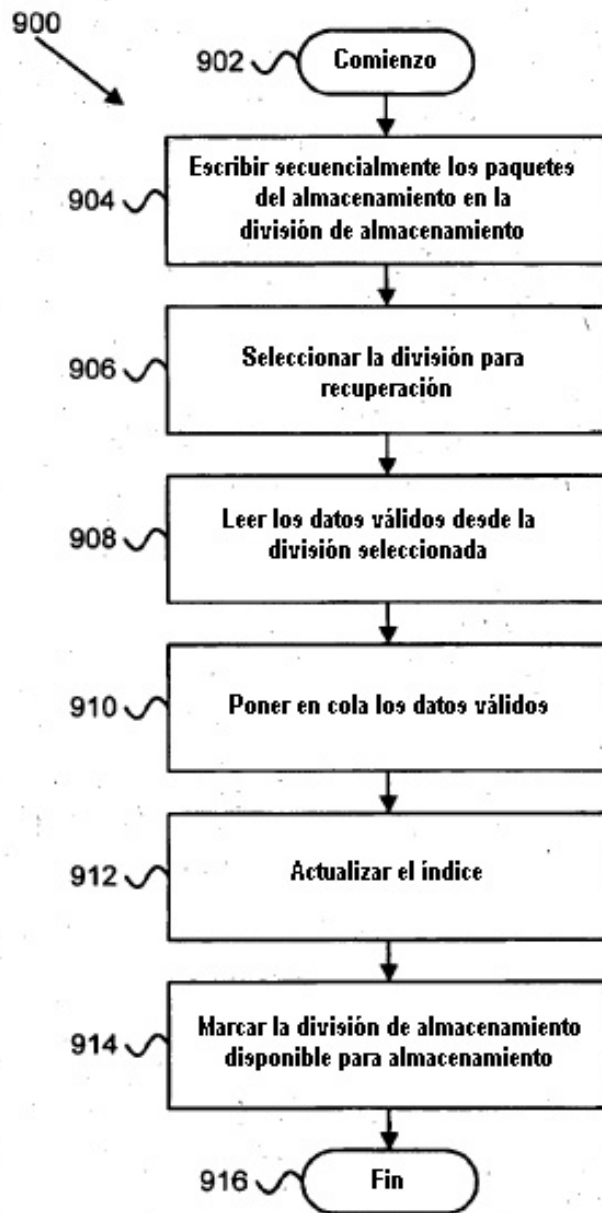 900
902
Comienzo
904
Escribir secuencialmente los paquetes
del almacenamiento en la
división de almacenamiento
906
Seleccionar la división para
recuperación
908
Leer los datos válidos desde la
división seleccionada
910
Poner en cola los datos válidos
912
Actualizar el índice
914
Marcar la división de almacenamiento
disponible para almacenamiento
916
Fin